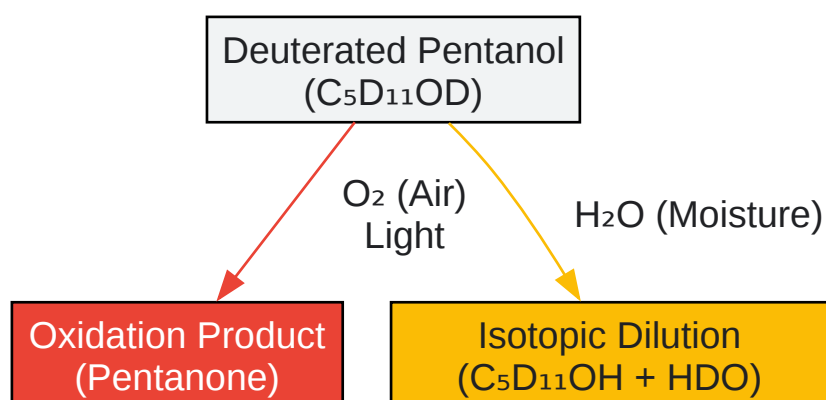 Deuterated Pentanol
(C₅D₁₁OD)
O₂ (Air)
Light
H₂O (Moisture)
Oxidation Product
(Pentanone)
Isotopic Dilution
(C₅D₁₁OH + HDO)